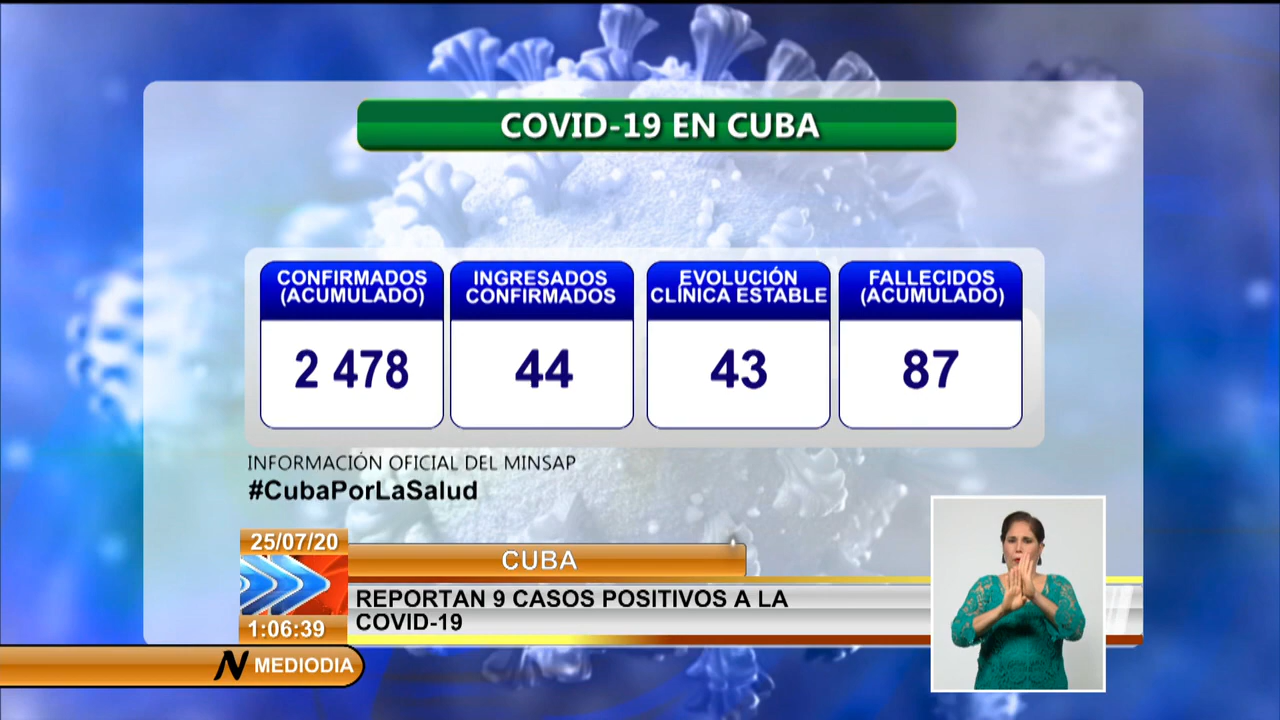 COVID-19 EN CUBA
CONFIRMADOS
(ACUMULADO)
2 478
INGRESADOS
CONFIRMADOS
44
EVOLUCIÓN
CLÍNICA ESTABLE
43
FALLECIDOS
(ACUMULADO)
87
INFORMACIÓN OFICIAL DEL MINSAP
#CubaPorLaSalud
25/07/20
CUBA
REPORTAN 9 CASOS POSITIVOS A LA
COVID-19
1:06:39
N MEDIODIA